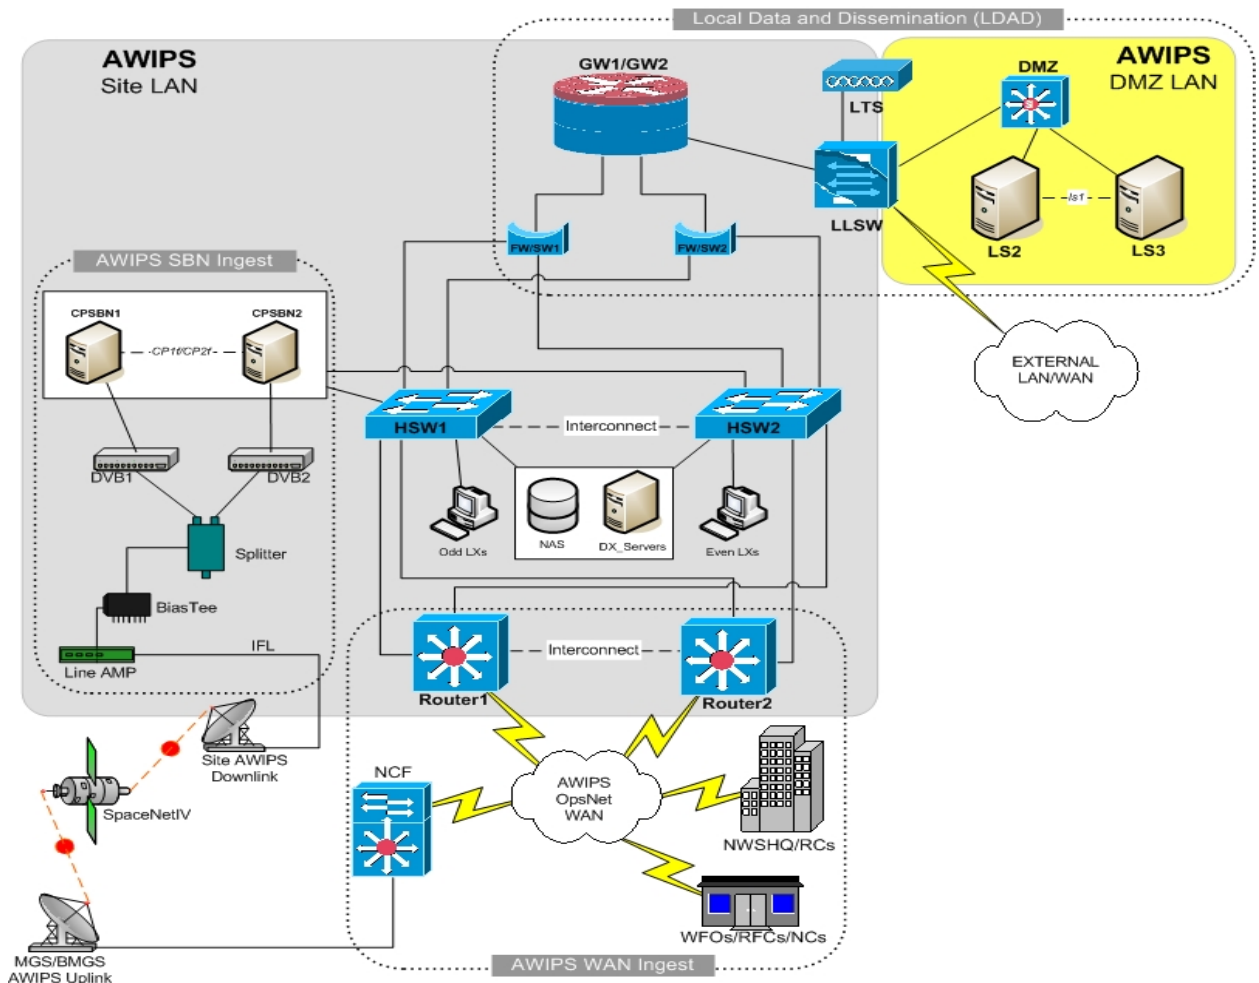 Local Data and Dissemination (LDAD)
AWIPS
Site LAN
GW1/GW2
LTS
DMZ
AWIPS
DMZ LAN
LLSW
ls1
LS2
LS3
FW/SW1
FW/SW2
AWIPS SBN Ingest
CPSBN1
CPSBN2
-CP1f/CP2f-
EXTERNAL
LAN/WAN
HSW1
Interconnect
HSW2
DVB1
DVB2
Odd LXs
NAS
DX_Servers
Even LXs
Splitter
BiasTee
IFL
Line AMP
Interconnect
Router1
Router2
Site AWIPS
Downlink
SpaceNetIV
NCF
AWIPS
OpsNet
WAN
NWSHQ/RCs
WFOs/RFCs/NCs
MGS/BMGS
AWIPS Uplink
AWIPS WAN Ingest